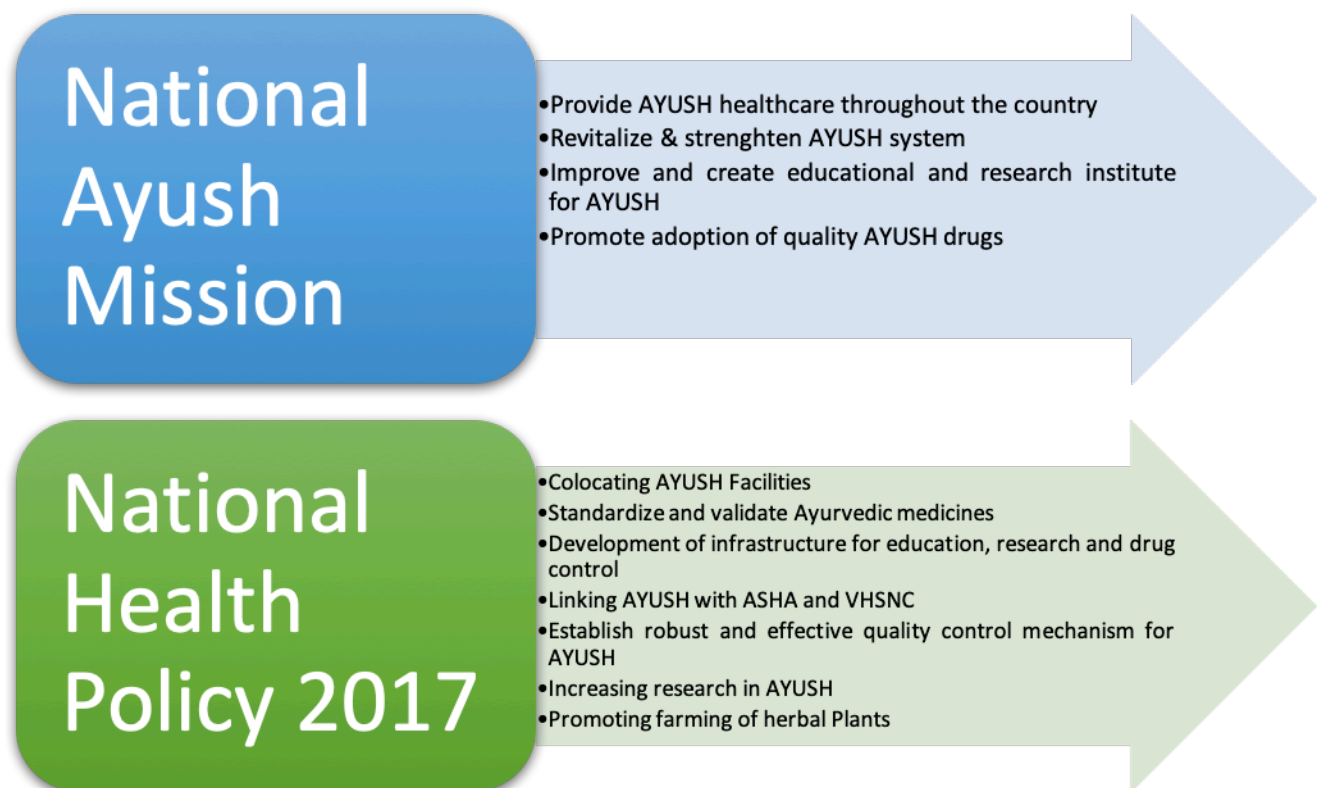 National
Ayush
Mission
•Provide AYUSH healthcare throughout the country
•Revitalize & strenghten AYUSH system
•Improve and create educational and research institute
for AYUSH
•Promote adoption of quality AYUSH drugs
National
Health
Policy 2017
•Colocating AYUSH Facilities
•Standardize and validate Ayurvedic medicines
•Development of infrastructure for education, research and drug
control
•Linking AYUSH with ASHA and VHSNC
•Establish robust and effective quality control mechanism for
AYUSH
•Increasing research in AYUSH
•Promoting farming of herbal Plants